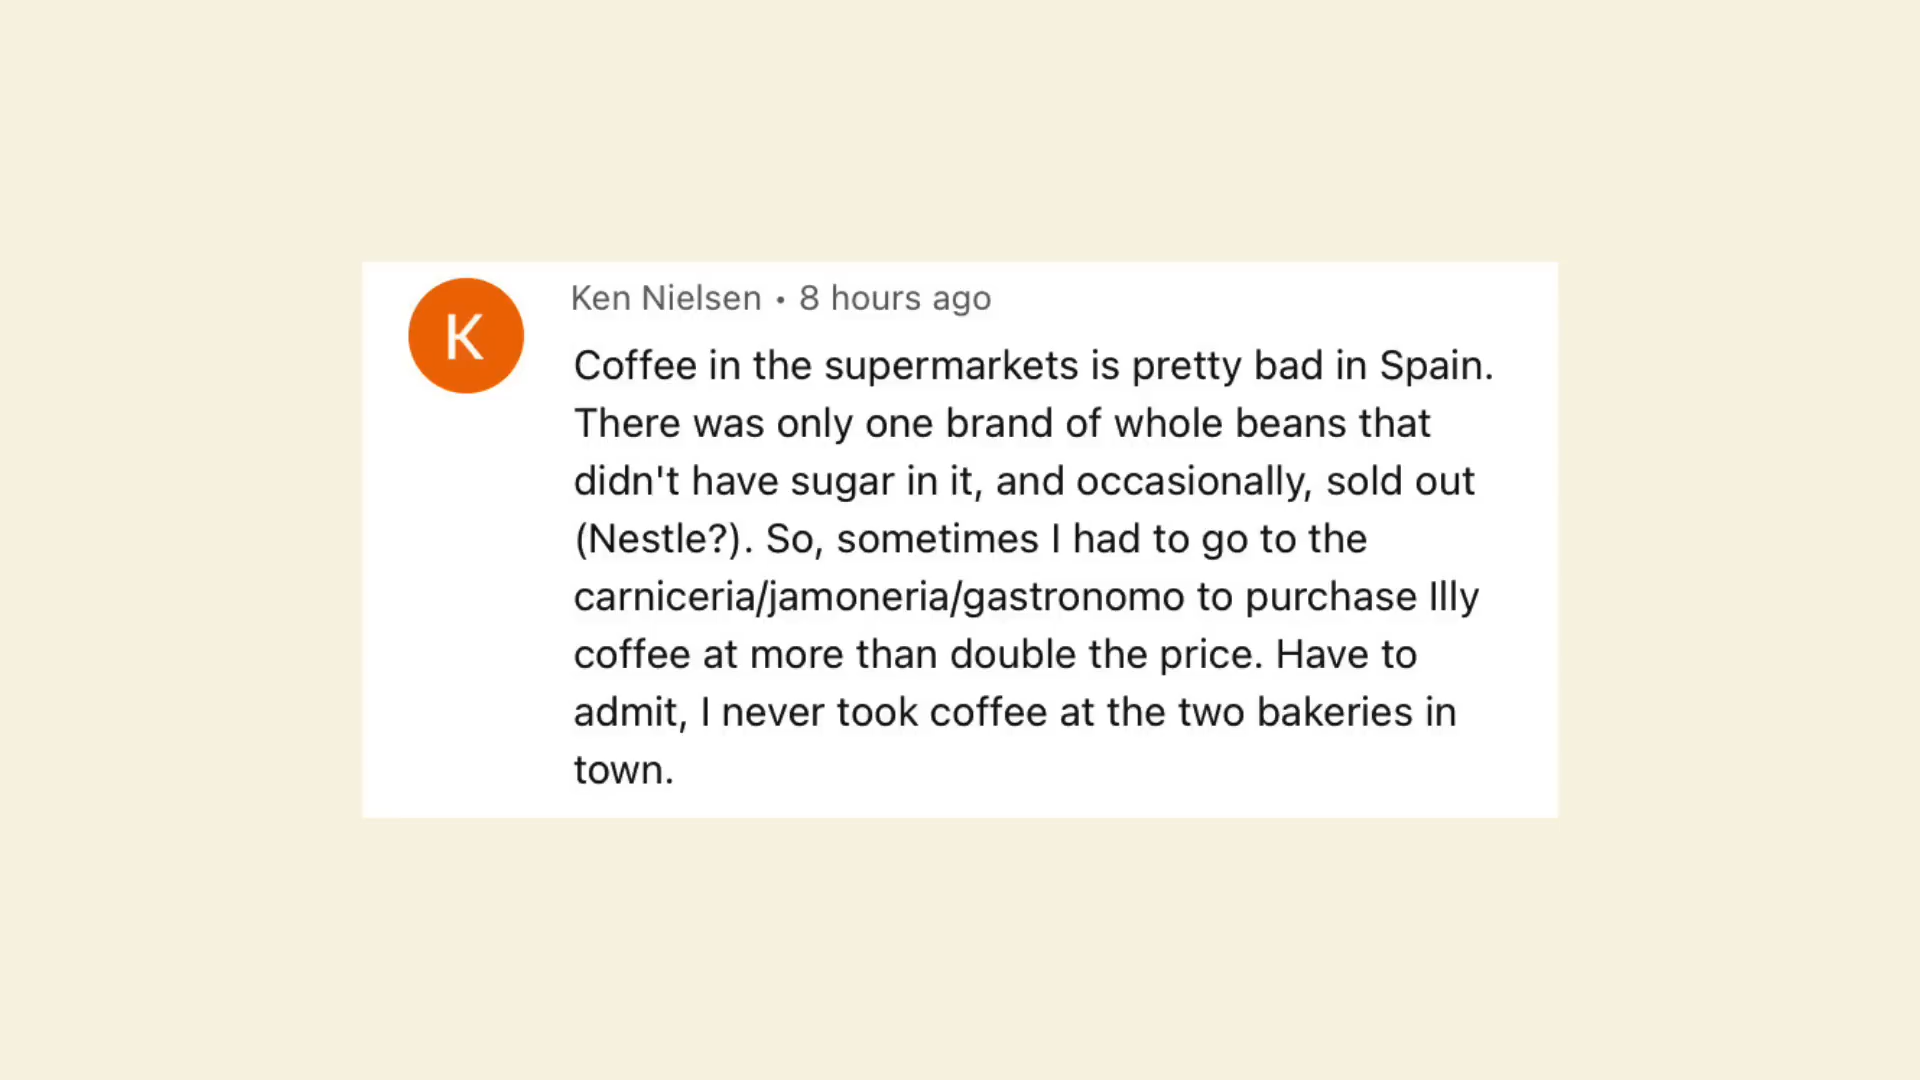 K
Ken Nielsen • 8 hours ago
Coffee in the supermarkets is pretty bad in Spain.
There was only one brand of whole beans that
didn't have sugar in it, and occasionally, sold out
(Nestle?). So, sometimes I had to go to the
carniceria/jamoneria/gastronomo to purchase Illy
coffee at more than double the price. Have to
admit, I never took coffee at the two bakeries in
town.